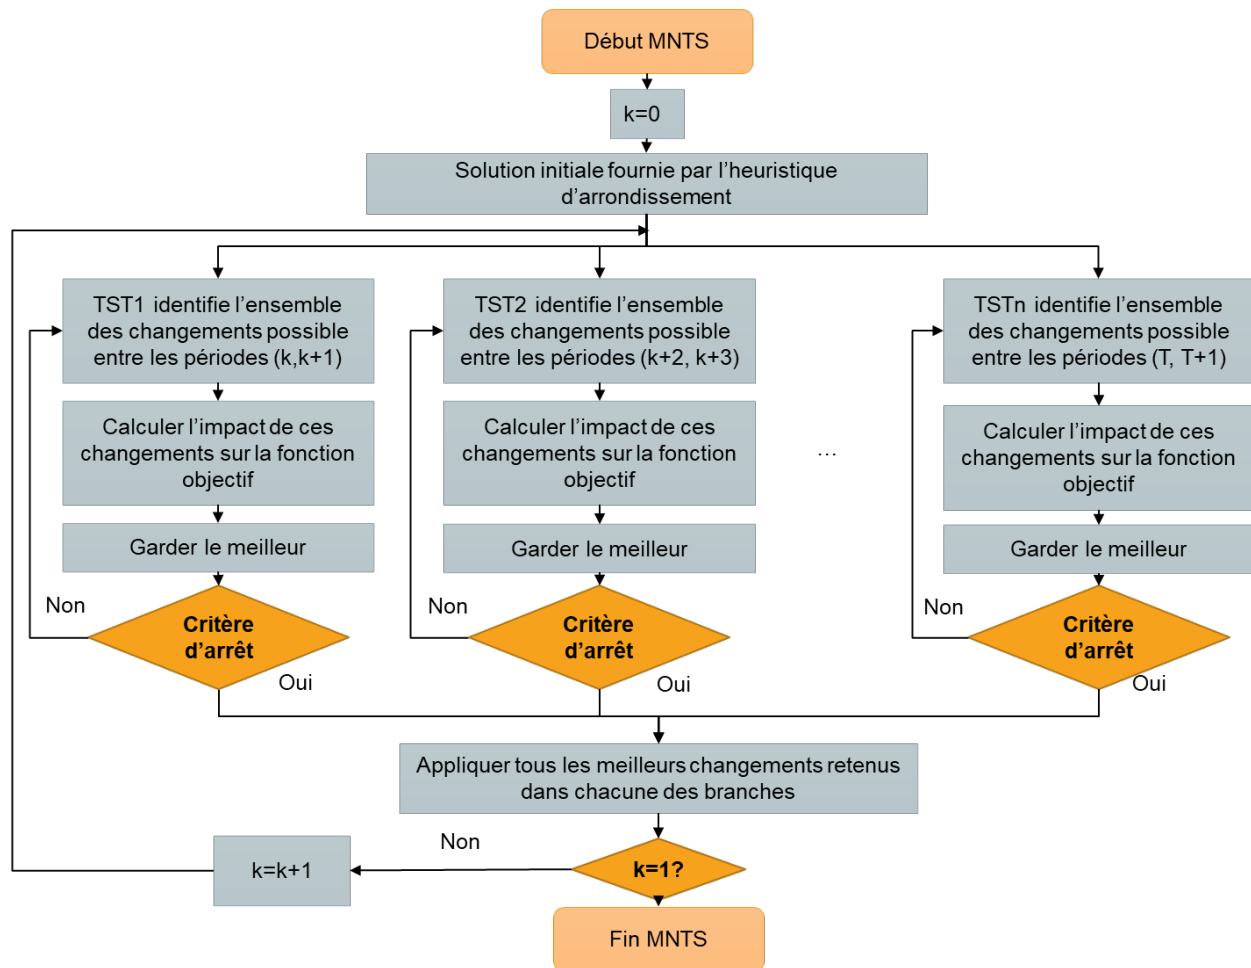 Début MNTS
k=0
Solution initiale fournie par l’heuristique
d’arrondissement
TST1 identifie l’ensemble
des changements possible
entre les périodes (k,k+1)
TST2 identifie l’ensemble
des changements possible
entre les périodes (k+2, k+3)
TSTn identifie l’ensemble
des changements possible
entre les périodes (T, T+1)
Calculer l’impact de ces
changements sur la fonction
objectif
Calculer l’impact de ces
changements sur la fonction
objectif
...
Calculer l’impact de ces
changements sur la fonction
objectif
Garder le meilleur
Garder le meilleur
Garder le meilleur
Non
Critère
d’arrêt
Oui
Non
Critère
d’arrêt
Oui
Non
Critère
d’arrêt
Oui
Appliquer tous les meilleurs changements retenus
dans chacune des branches
Non
k=k+1
k=1?
Fin MNTS